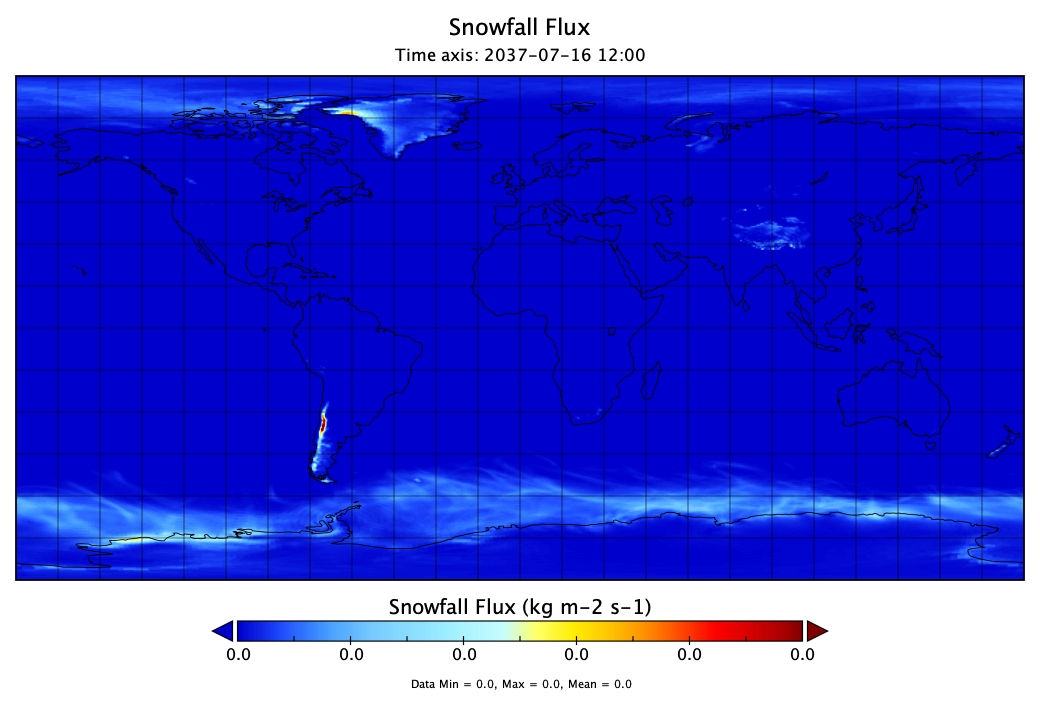 Snowfall Flux
Time axis: 2037-07-16 12:00
Snowfall Flux (kg m-2 s-1)
0.0 0.0 0.0 0.0 0.0 0.0
Data Min = 0.0, Max = 0.0, Mean = 0.0